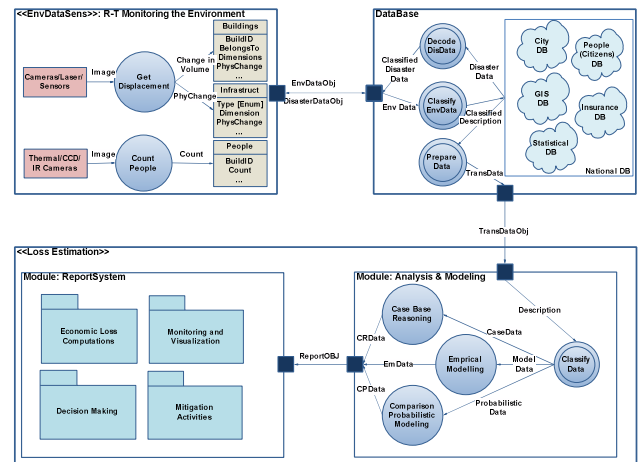 <<EnvDataSens>: R-T Monitoring the Environment
Cameras/Laser/
Sensors
Image
Get
Displacement
Change in
Volume
PhyChange
Buildings
BuildID
BelongsTo
Dimensions
PhysChange
...
Infrastruct
Type [Enum]
Dimension
PhysChange
...
Thermal/CCD/
IR Cameras
Image
Count
People
Count
People
BuildID
Count
...
EnvDataObj
DisasterDataObj
DataBase
Classified
Disaster
Data
Decode
DisData
Disaster
Data
Env Data
Classify
EnvData
Classified
Description
Prepare
Data
TransData
City
DB
People
(Citizens) DB
GIS
DB
Insurance
DB
Statistical
DB
National DB
TransDataObj
<<Loss Estimation>>
Module: ReportSystem
Economic Loss
Computations
Monitoring and
Visualization
Decision Making
Mitigation
Activities
ReportOBJ
Module: Analysis & Modeling
Description
Case Base
Reasoning
CRData
CaseData
EmData
Emprical
Modelling
Model
Data
Classify
Data
CPData
Comparison
Probabilistic
Modeling
Probabilistic
Data